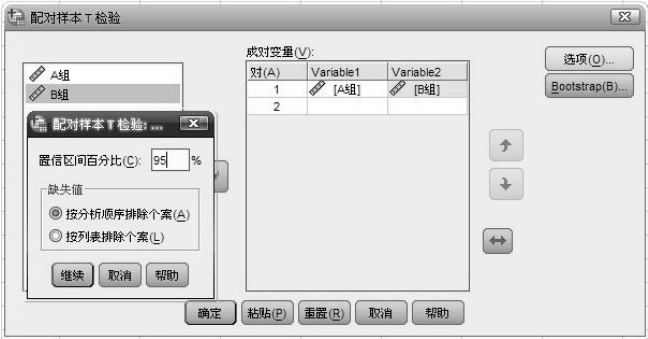 配对样本 T 检验
成对变量(V):
对(A) Variable1 Variable2
1 [A组] [B组]
2
A组
B组
选项(O)...
Bootstrap(B)...
配对样本 T 检验: ...
置信区间百分比(C): 95 %
缺失值
按分析顺序排除个案(A)
按列表排除个案(L)
继续 取消 帮助
确定 粘贴(P) 重置(R) 取消 帮助